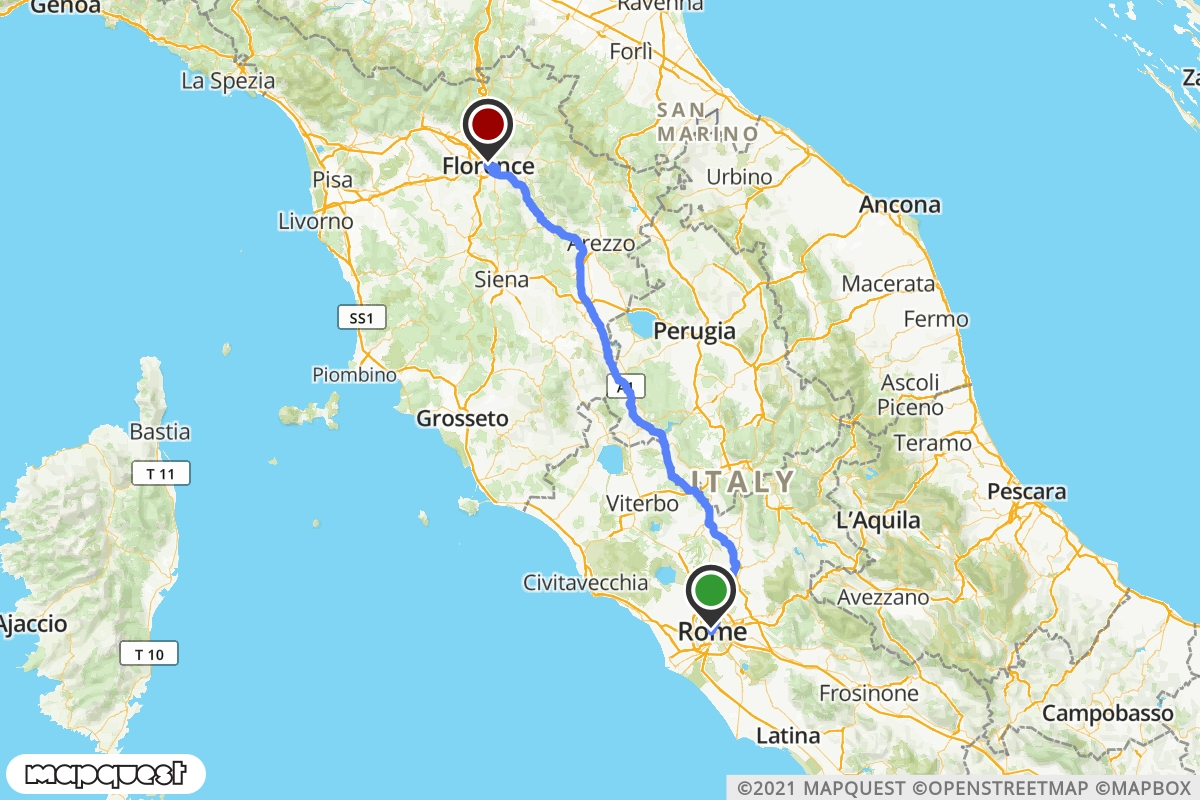 Genoa
Ravenna
Forlì
La Spezia
Za
SAN
MARINO
Florence
Pisa
Urbino
Livorno
Ancona
Arezzo
Siena
Macerata
SS1
Perugia
Fermo
Piombino
A1
Ascoli
Piceno
Grosseto
Bastia
Teramo
T 11
ITALY
Pescara
Viterbo
L’Aquila
Civitavecchia
Avezzano
Ajaccio
Rome
T 10
Frosinone
Campobasso
Latina
mapquest
©2021 MAPQUEST ©OPENSTREETMAP ©MAPBOX